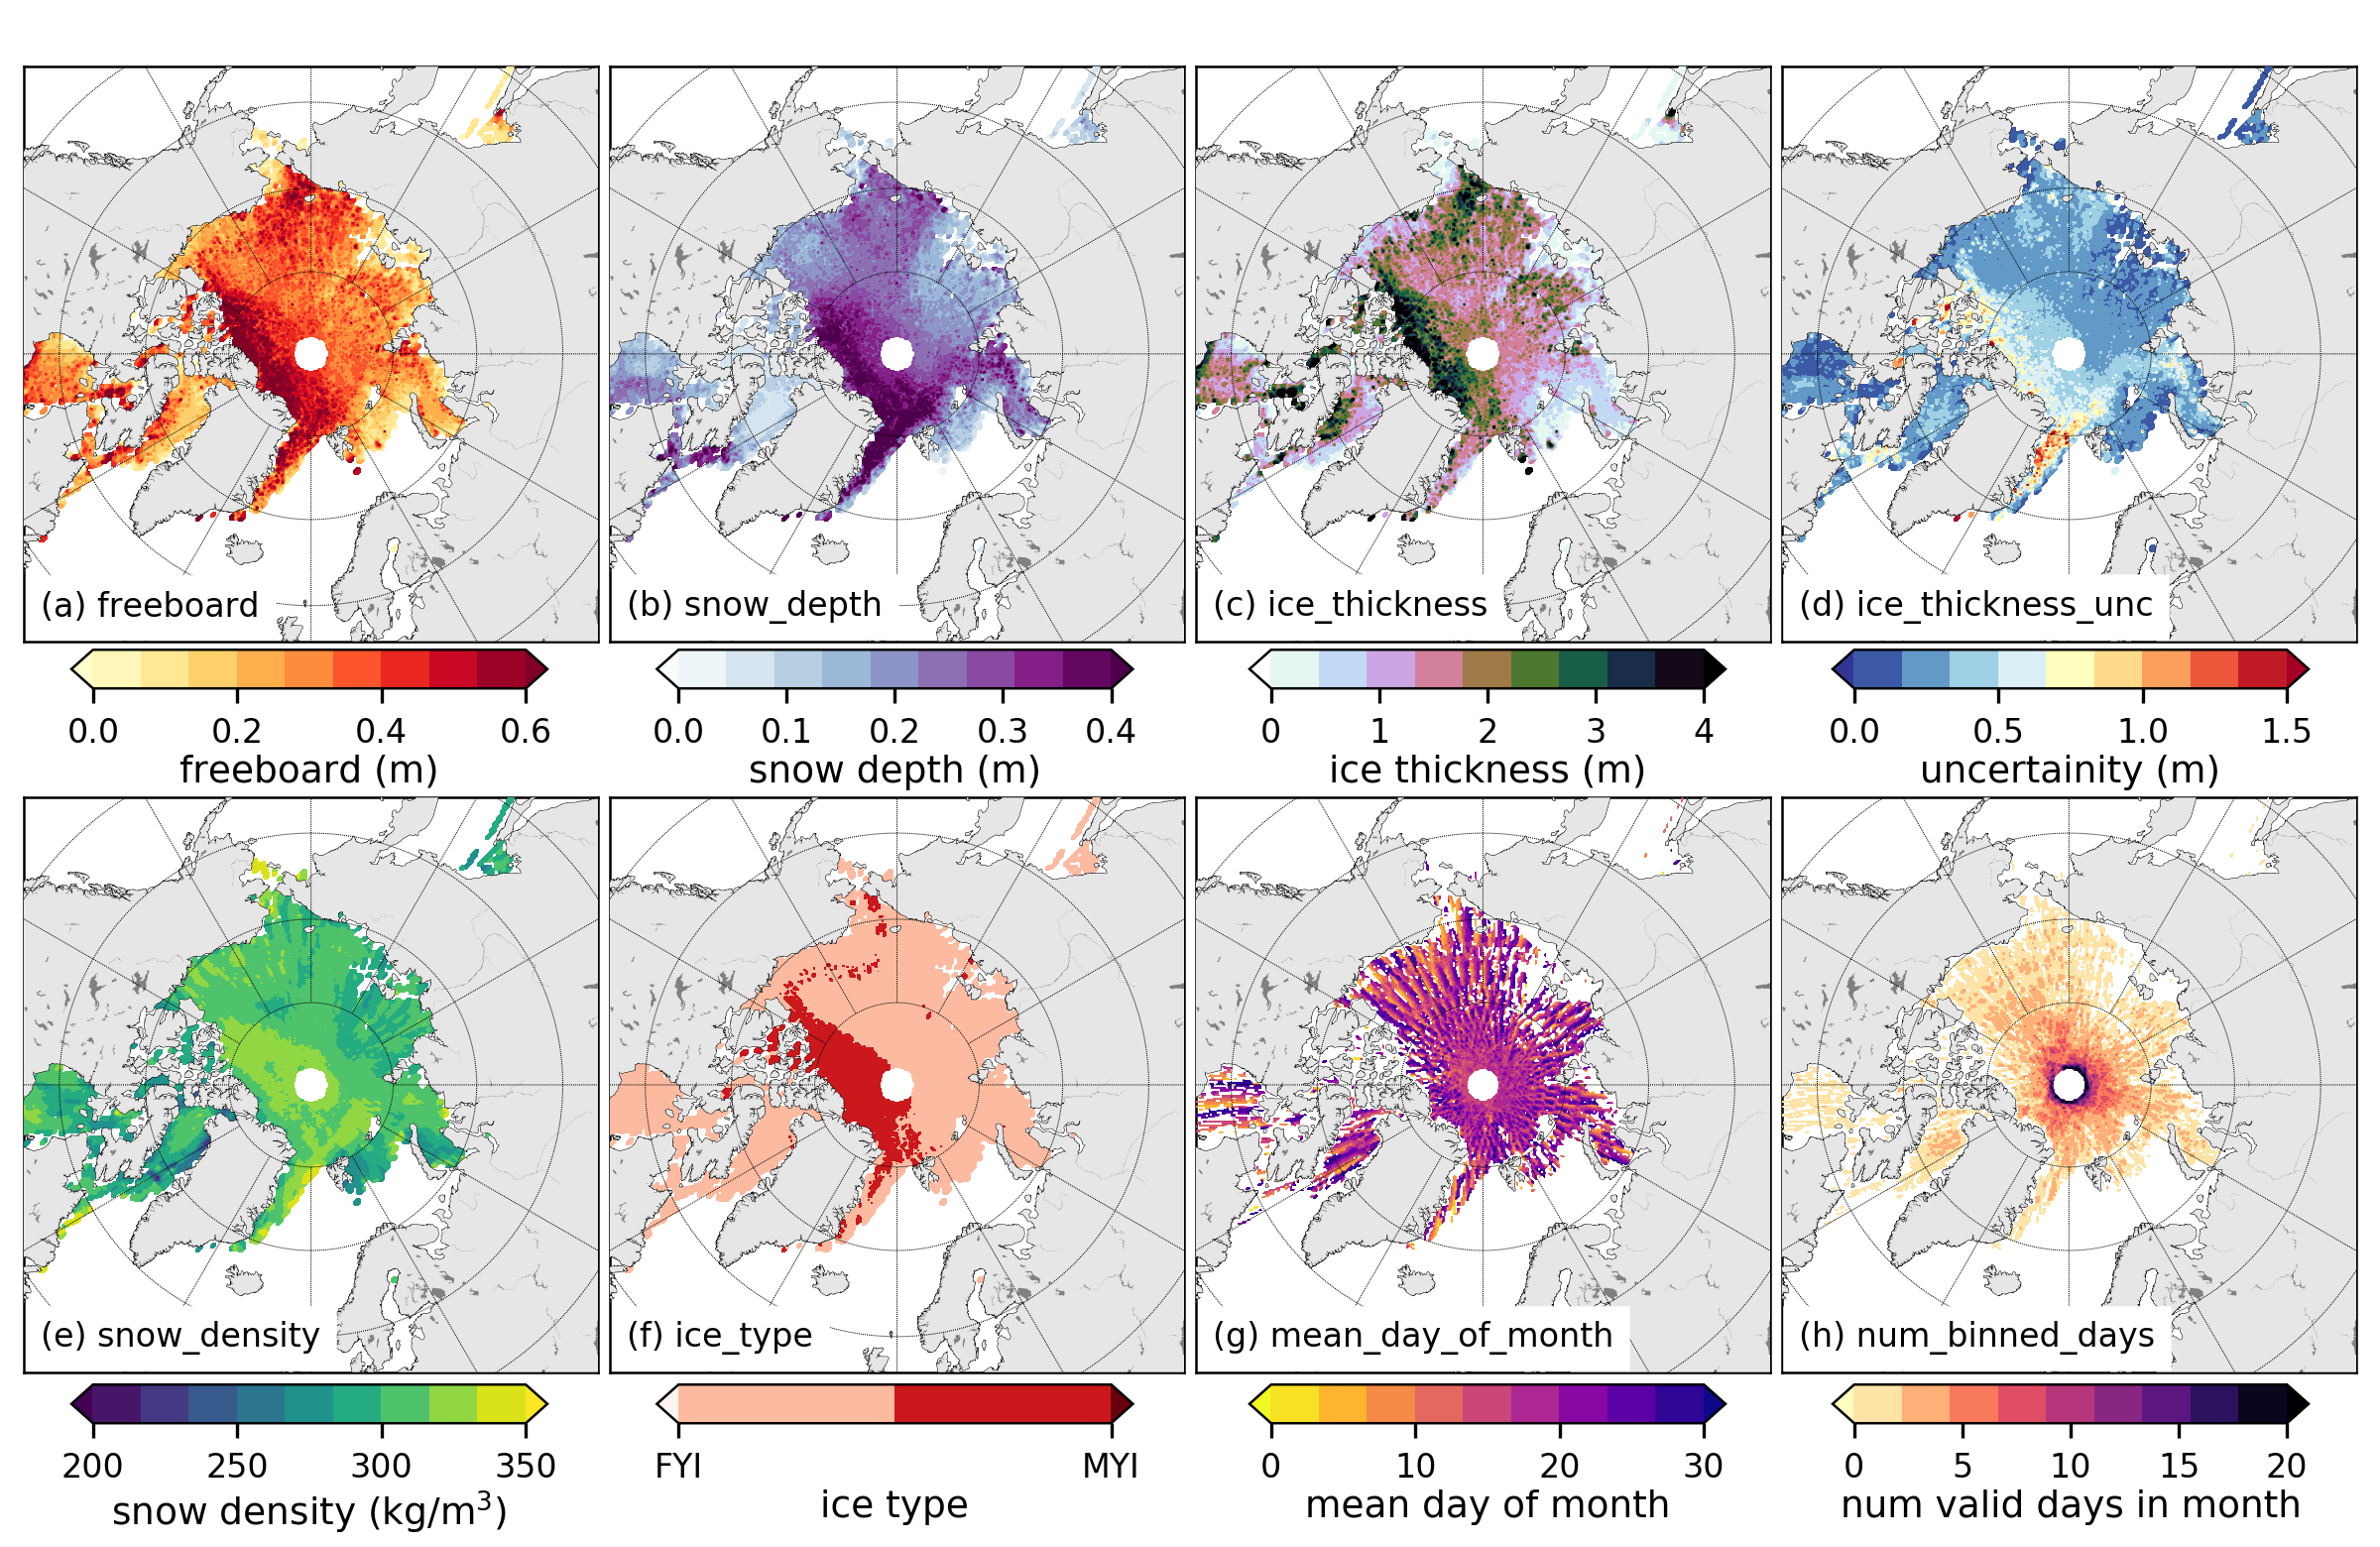 (a) freeboard
(b) snow_depth
(c) ice_thickness
(d) ice_thickness_unc
0.0 0.2 0.4 0.6
freeboard (m)
0.0 0.1 0.2 0.3 0.4
snow depth (m)
0 1 2 3 4
ice thickness (m)
0.0 0.5 1.0 1.5
uncertainity (m)
(e) snow_density
(f) ice_type
(g) mean_day_of_month
(h) num_binned_days
200 250 300 350
snow density (kg/m³)
FYI MYI
ice type
0 10 20 30
mean day of month
0 5 10 15 20
num valid days in month